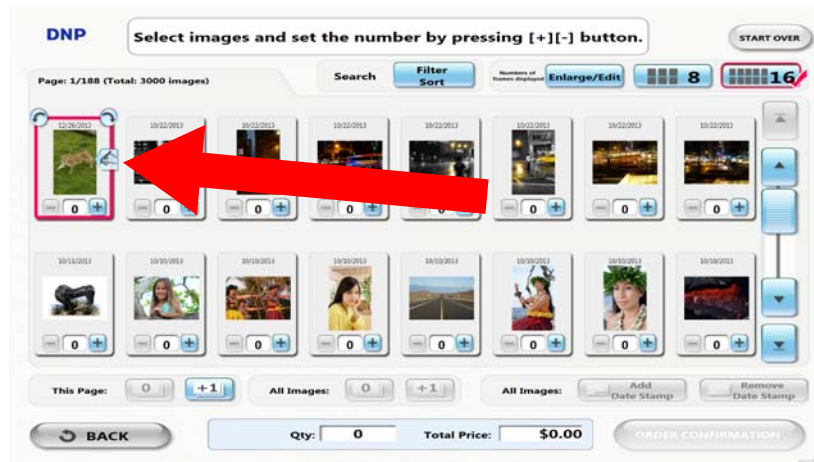 DNP
Select images and set the number by pressing [+][-] button.
START OVER
Page: 1/188 (Total: 3000 images)
Search
Filter
Sort
Numbers of
frames displayed
Enlarge/Edit
8
16
12/26/2013 10/22/2013 10/22/2013 10/22/2013 10/22/2013 10/22/2013 10/22/2013 10/22/2013
- 0 + - 0 + - 0 + - 0 + - 0 + - 0 + - 0 + - 0 +
10/11/2013 10/10/2013 10/10/2013 10/10/2013 10/10/2013 10/10/2013 10/10/2013 10/10/2013
- 0 + - 0 + - 0 + - 0 + - 0 + - 0 + - 0 + - 0 +
This Page: 0 +1 All Images: 0 +1 All Images: Add
Date Stamp
Remove
Date Stamp
BACK
Qty: 0 Total Price: $0.00
ORDER CONFIRMATION